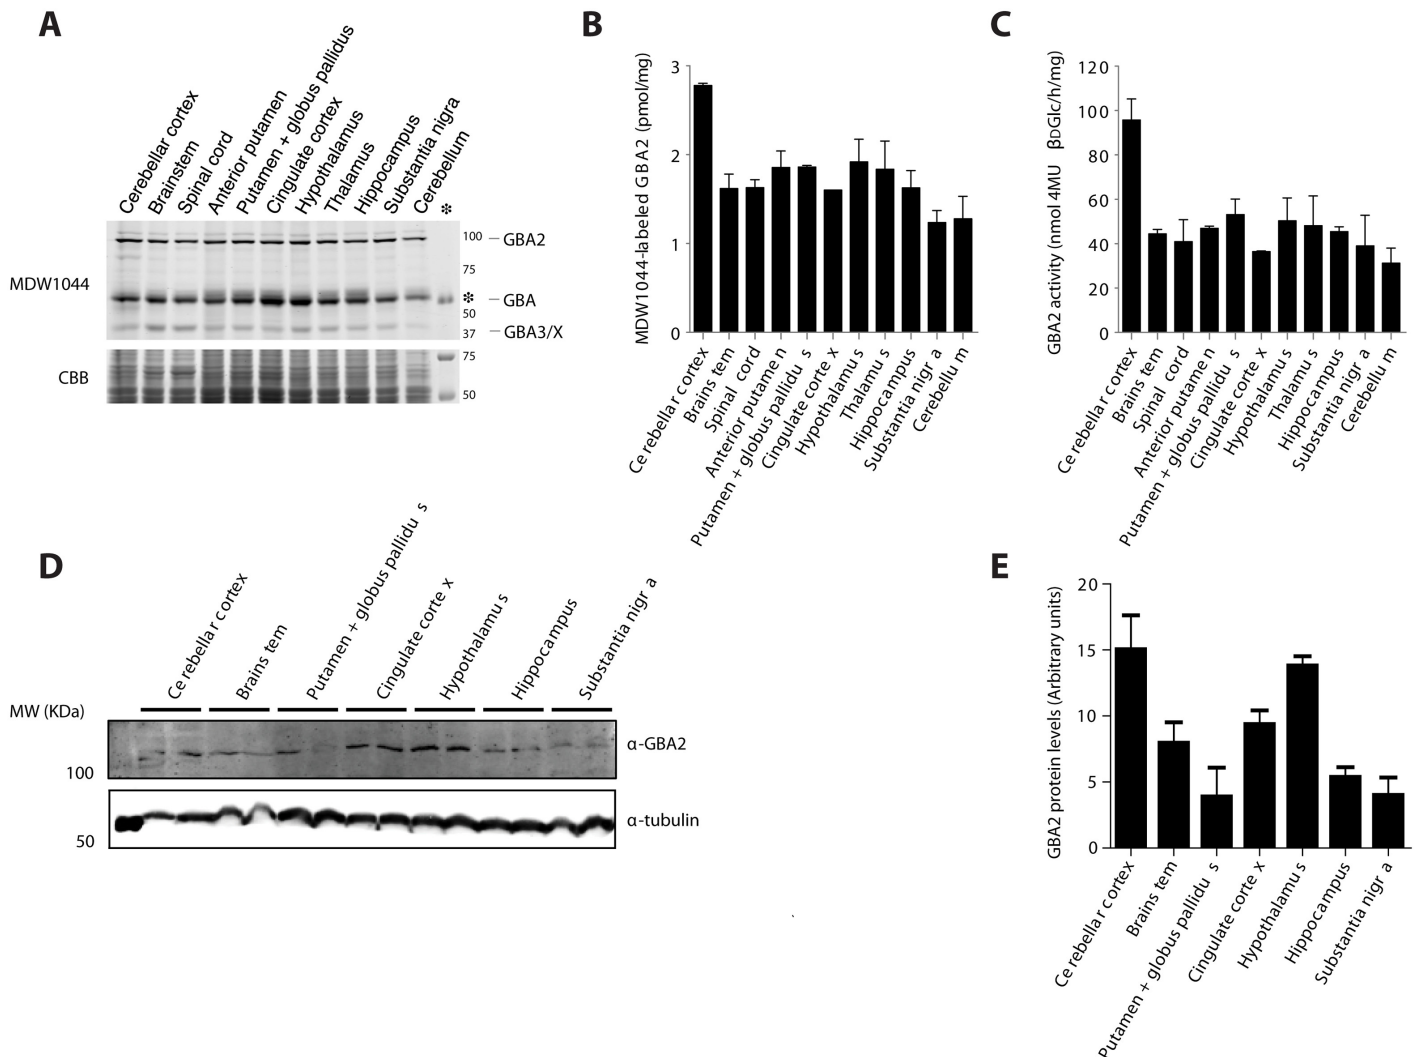 A
Cerebellar cortex
Brainstem
Spinal cord
Anterior putamen
Putamen + globus pallidus
Cingulate cortex
Hypothalamus
Thalamus
Hippocampus
Substantia nigra
Cerebellum
*
MDW1044
100
GBA2
75
*
GBA
50
37
GBA3/X
CBB
75
50
B
MDW1044-labeled GBA2 (pmol/mg)
3
2
1
0
Ce rebella r cortex
Brains tem
Spinal cord
Anterior putame n
Putamen + globus pallidu s
Cingulate corte x
Hypothalamu s
Thalamu s
Hippocampus
Substantia nigr a
Cerebellu m
C
GBA2 activity (nmol 4MU βDGlc/h/mg)
120
100
80
60
40
20
0
Ce rebella r cortex
Brains tem
Spinal cord
Anterior putame n
Putamen + globus pallidu s
Cingulate corte x
Hypothalamu s
Thalamu s
Hippocampus
Substantia nigr a
Cerebellu m
D
Ce rebella r cortex
Brains tem
Putamen + globus pallidu s
Cingulate corte x
Hypothalamu s
Hippocampus
Substantia nigr a
MW (KDa)
α-GBA2
100
α-tubulin
50
E
GBA2 protein levels (Arbitrary units)
20
15
10
5
0
Ce rebella r cortex
Brains tem
Putamen + globus pallidu s
Cingulate corte x
Hypothalamu s
Hippocampus
Substantia nigr a